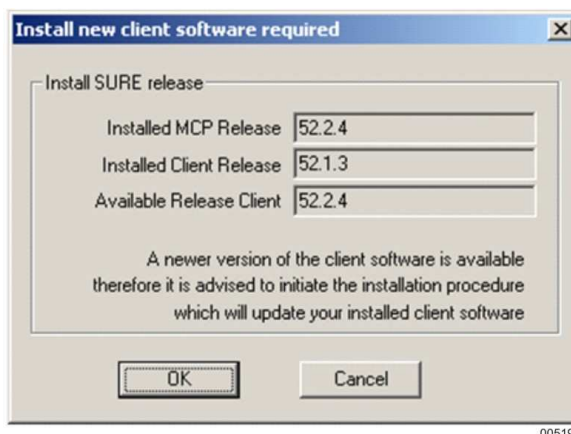 Install new client software required
Install SURE release
Installed MCP Release 52.2.4
Installed Client Release 52.1.3
Available Release Client 52.2.4
A newer version of the client software is available
therefore it is advised to initiate the installation procedure
which will update your installed client software
OK Cancel
00519